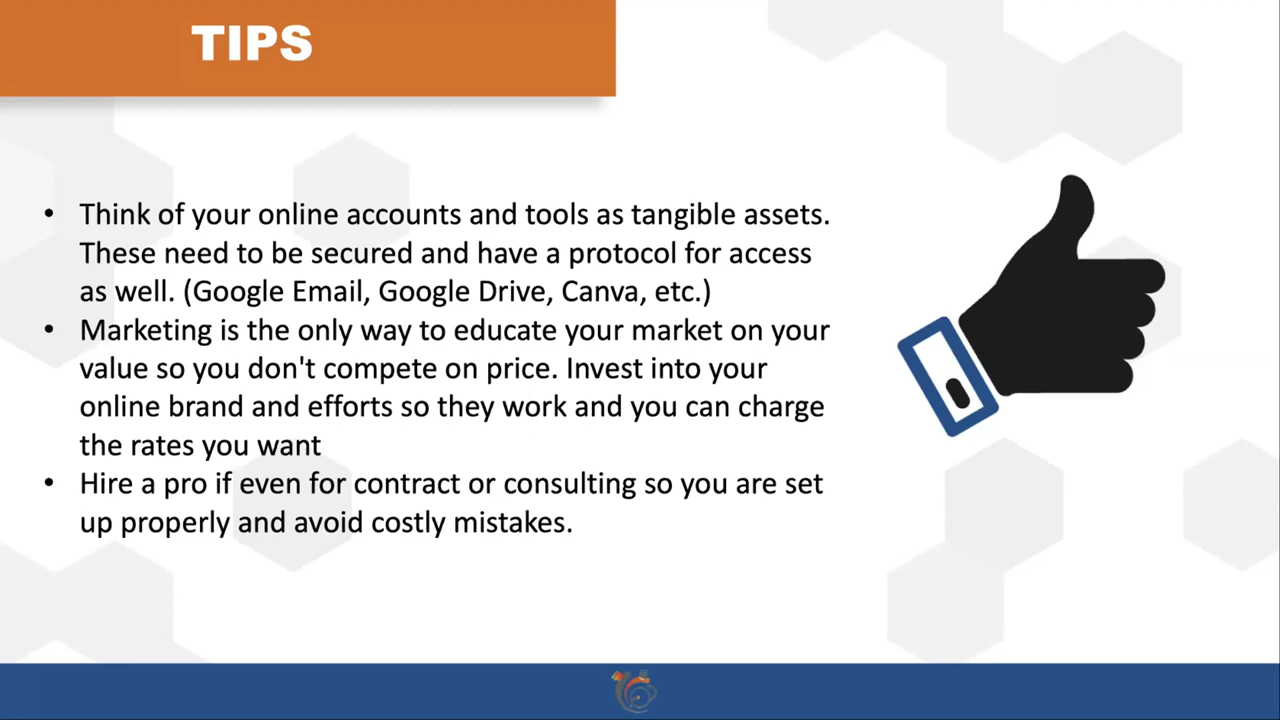 TIPS
• Think of your online accounts and tools as tangible assets.
These need to be secured and have a protocol for access
as well. (Google Email, Google Drive, Canva, etc.)
• Marketing is the only way to educate your market on your
value so you don't compete on price. Invest into your
online brand and efforts so they work and you can charge
the rates you want
• Hire a pro if even for contract or consulting so you are set
up properly and avoid costly mistakes.